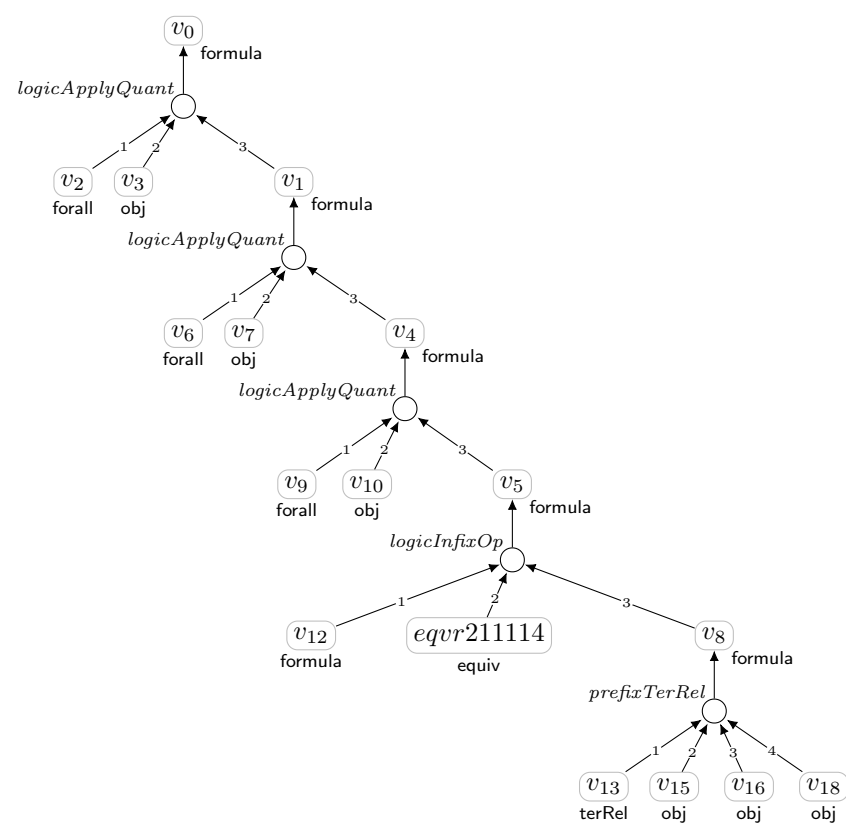 v0
formula
logicApplyQuant
1 2 3
v2 v3 v1
forall obj formula
logicApplyQuant
1 2 3
v6 v7 v4
forall obj formula
logicApplyQuant
1 2 3
v9 v10 v5
forall obj formula
logicInfixOp
1 2 3
v12 eqvr211114 v8
formula equiv formula
prefixTerRel
1 2 3 4
v13 v15 v16 v18
terRel obj obj obj